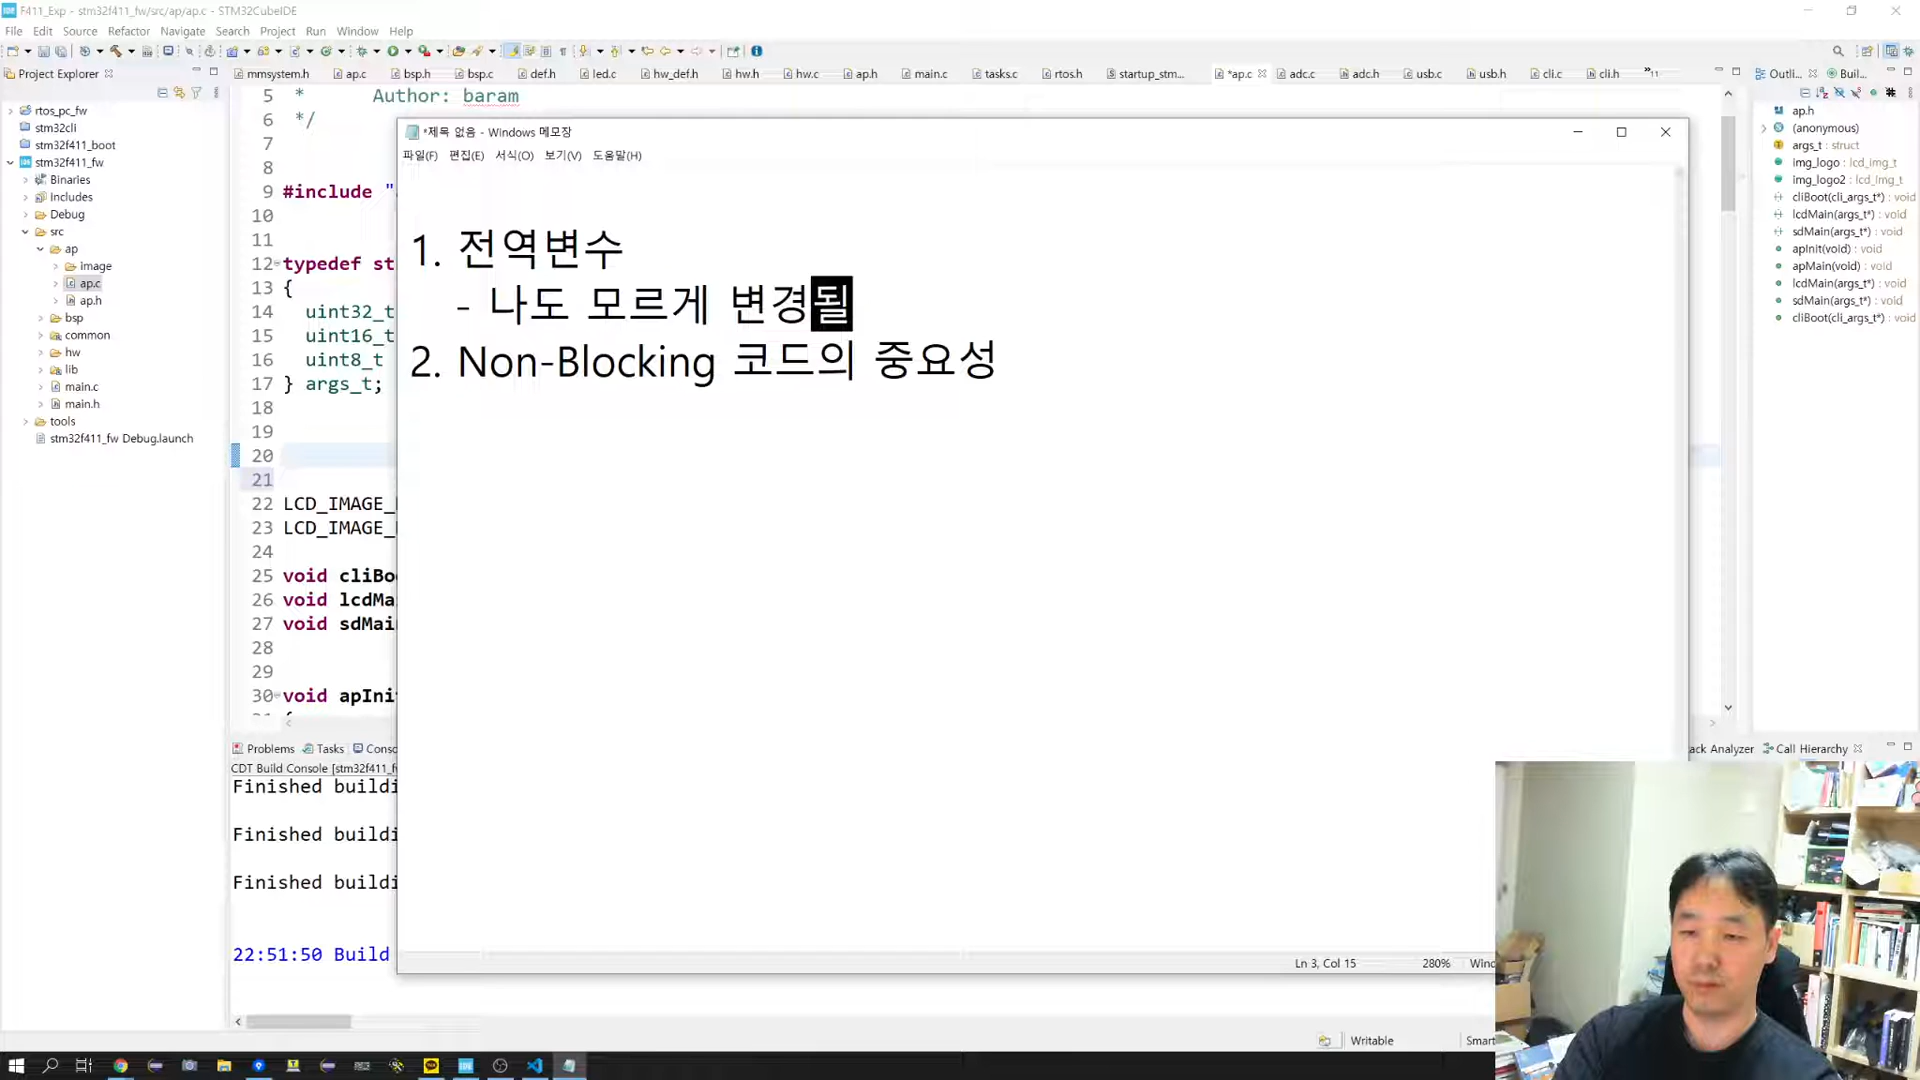 F411_Exp - stm32f411_fw/src/ap/ap.c - STM32CubeIDE
File Edit Source Refactor Navigate Search Project Run Window Help
Project Explorer
mmsystem.h ap.c bsp.h bsp.c def.h led.c hw_def.h hw.h hw.c ap.h main.c tasks.c rtos.h startup_stm... *ap.c adc.c adc.h usb.c usb.h cli.c cli.h 11
Outli... Buil...
rtos_pc_fw
stm32cli
stm32f411_boot
stm32f411_fw
Binaries
Includes
Debug
src
ap
image
ap.c
ap.h
bsp
common
hw
lib
main.c
main.h
tools
stm32f411_fw Debug.launch
5 * Author: baram
6 */
7
8
9 #include "
10
11
12 typedef st
13 {
14 uint32_t
15 uint16_t
16 uint8_t
17 } args_t;
18
19
20
21
22 LCD_IMAGE_
23 LCD_IMAGE_
24
25 void cliBo
26 void lcdMa
27 void sdMai
28
29
30 void apIni
*제목 없음 - Windows 메모장
파일(F) 편집(E) 서식(O) 보기(V) 도움말(H)
1. 전역변수
- 나도 모르게 변경될
2. Non-Blocking 코드의 중요성
Ln 3, Col 15 280% Wind
ap.h
(anonymous)
args_t : struct
img_logo : lcd_img_t
img_logo2 : lcd_img_t
cliBoot(cli_args_t*) : void
lcdMain(args_t*) : void
sdMain(args_t*) : void
apInit(void) : void
apMain(void) : void
lcdMain(args_t*) : void
sdMain(args_t*) : void
cliBoot(cli_args_t*) : void
Problems Tasks Conso
ack Analyzer Call Hierarchy
CDT Build Console [stm32f411_f
Finished buildi
Finished buildi
Finished buildi
22:51:50 Build
Writable Smart